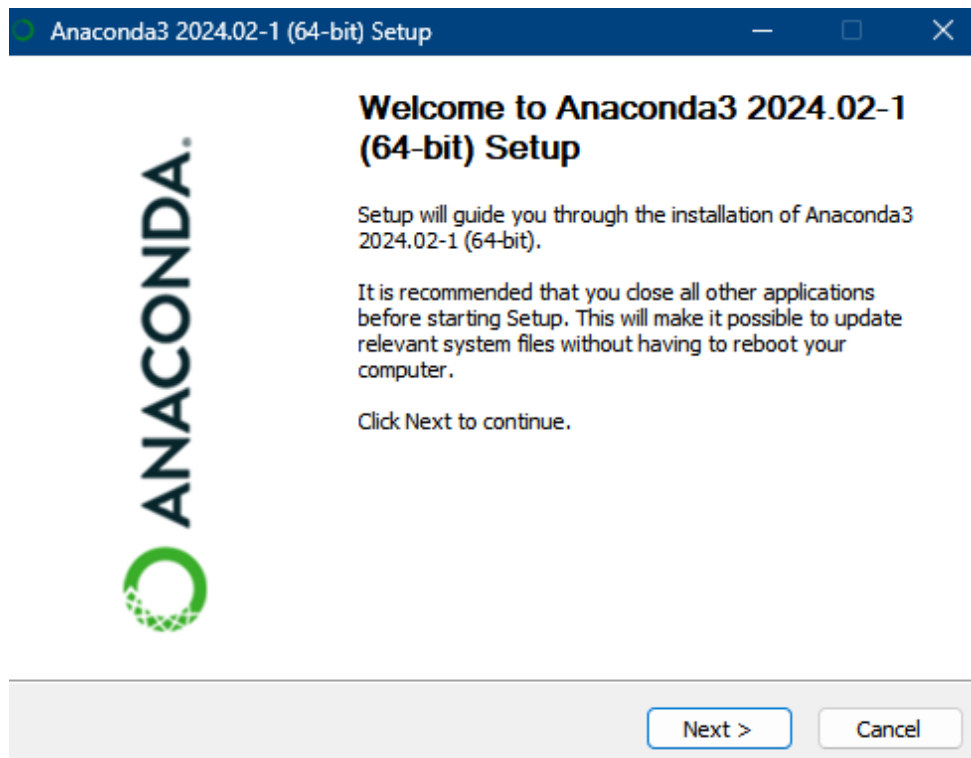 Anaconda3 2024.02-1 (64-bit) Setup
Welcome to Anaconda3 2024.02-1
(64-bit) Setup
Setup will guide you through the installation of Anaconda3
2024.02-1 (64-bit).
It is recommended that you close all other applications
before starting Setup. This will make it possible to update
relevant system files without having to reboot your
computer.
Click Next to continue.
ANACONDA.
Next >
Cancel